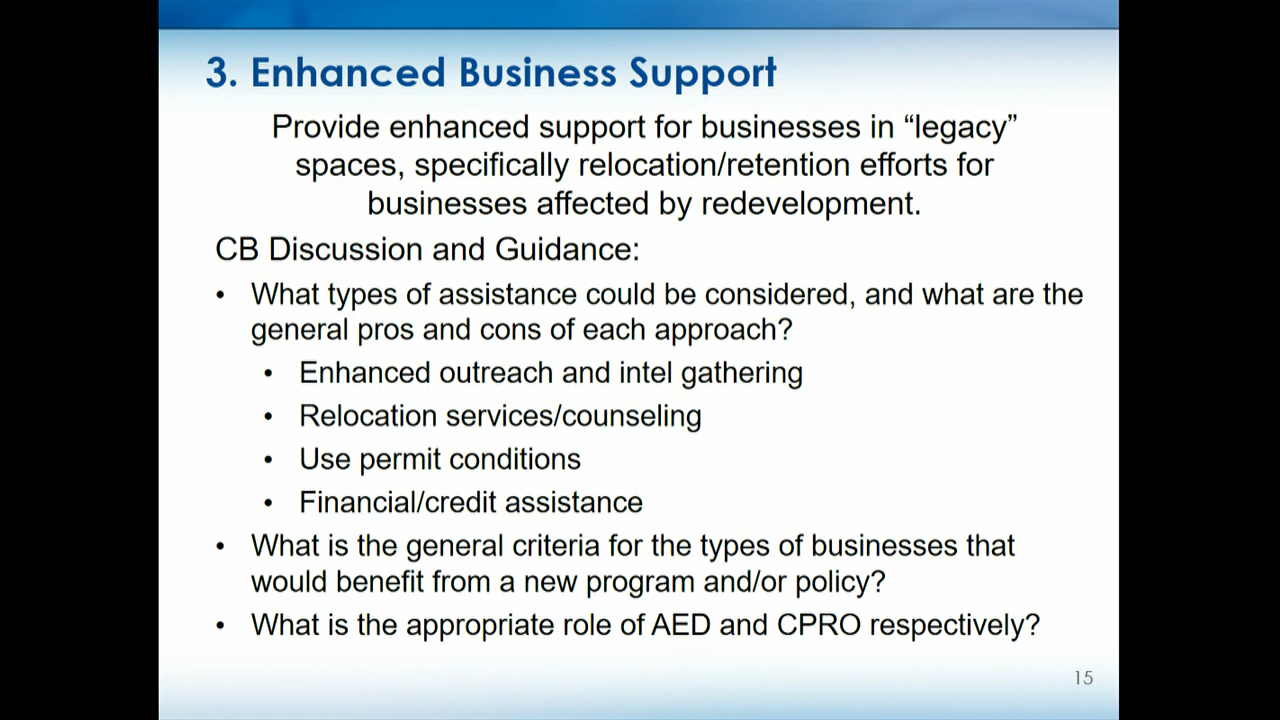 3. Enhanced Business Support
Provide enhanced support for businesses in “legacy”
spaces, specifically relocation/retention efforts for
businesses affected by redevelopment.
CB Discussion and Guidance:
• What types of assistance could be considered, and what are the
general pros and cons of each approach?
• Enhanced outreach and intel gathering
• Relocation services/counseling
• Use permit conditions
• Financial/credit assistance
• What is the general criteria for the types of businesses that
would benefit from a new program and/or policy?
• What is the appropriate role of AED and CPRO respectively?
15